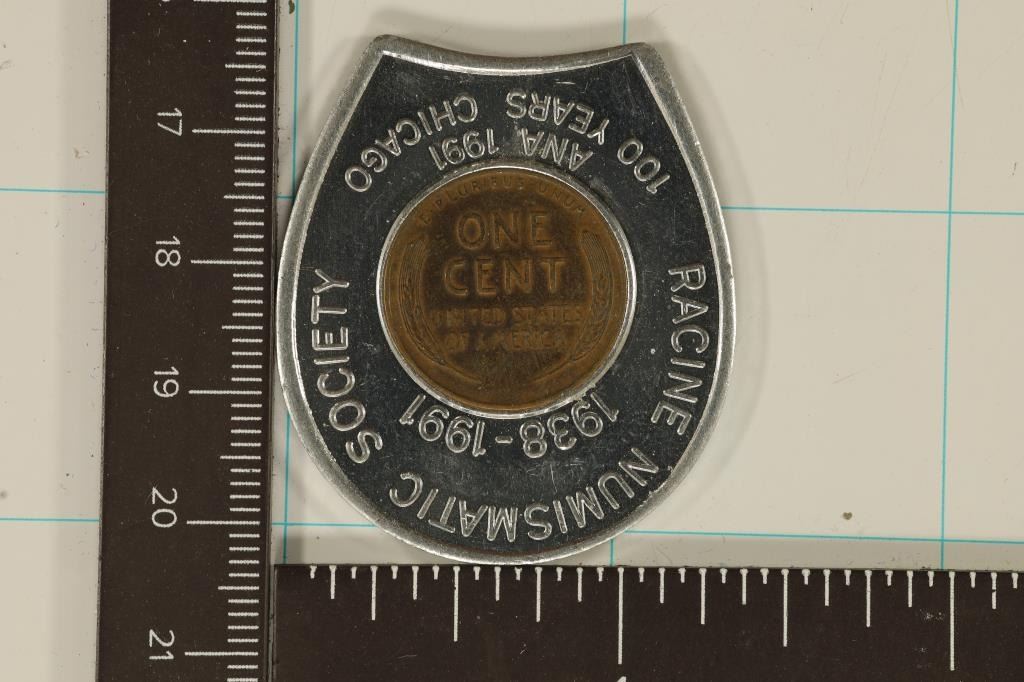 RACINE NUMISMATIC SOCIETY
1938-1991
100 YEARS
ANA 1991
CHICAGO
E PLURIBUS UNUM
ONE
CENT
UNITED STATES
OF AMERICA
17
18
19
20
21